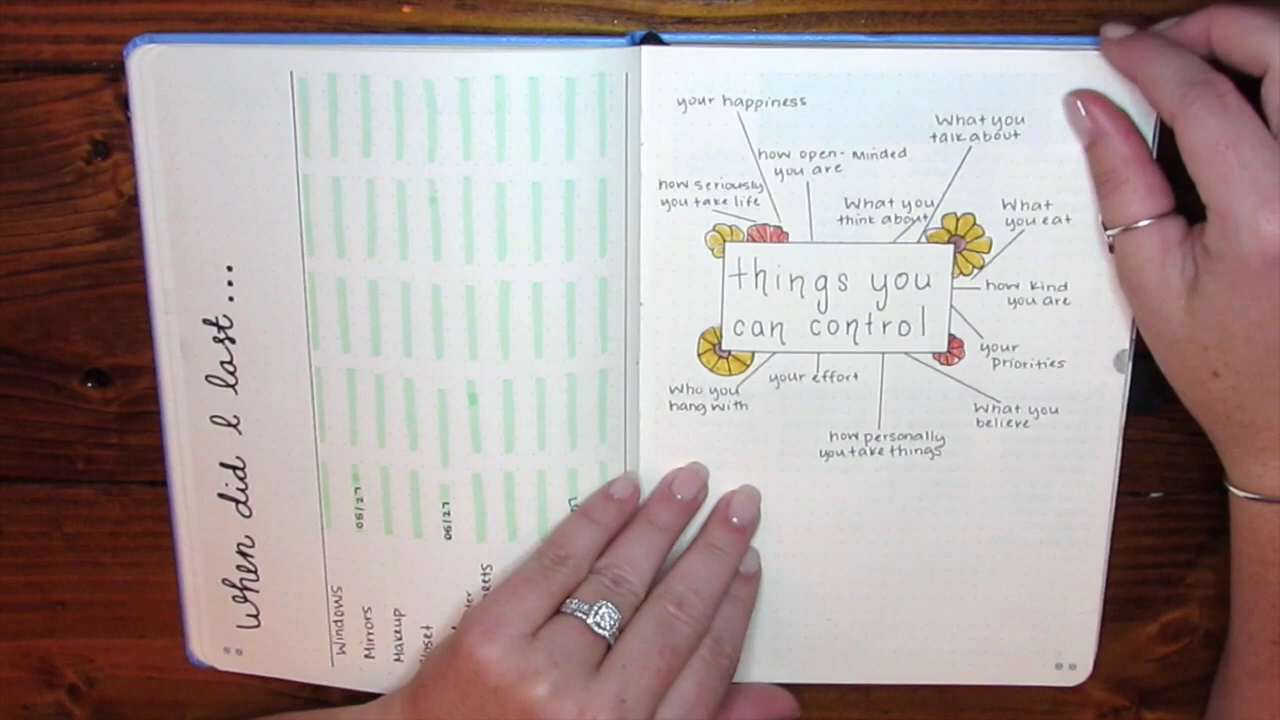 When did I last...
Windows
Mirrors
05/27
Makeup
05/27
your happiness
What you
talk about
how open-minded
you are
how seriously
you take life
What you
think about
What
you eat
things you
can control
how kind
you are
your
Priorities
Who you
hang with
your effort
What you
believe
how personally
you take things